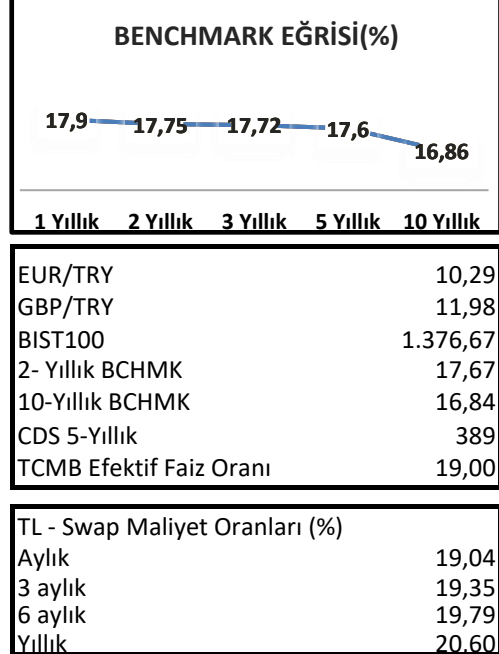 BENCHMARK EĞRİSİ(%)
17,9 17,75 17,72 17,6 16,86
1 Yıllık 2 Yıllık 3 Yıllık 5 Yıllık 10 Yıllık
EUR/TRY 10,29
GBP/TRY 11,98
BIST100 1.376,67
2- Yıllık BCHMK 17,67
10-Yıllık BCHMK 16,84
CDS 5-Yıllık 389
TCMB Efektif Faiz Oranı 19,00
TL - Swap Maliyet Oranları (%)
Aylık 19,04
3 aylık 19,35
6 aylık 19,79
Yıllık 20,60